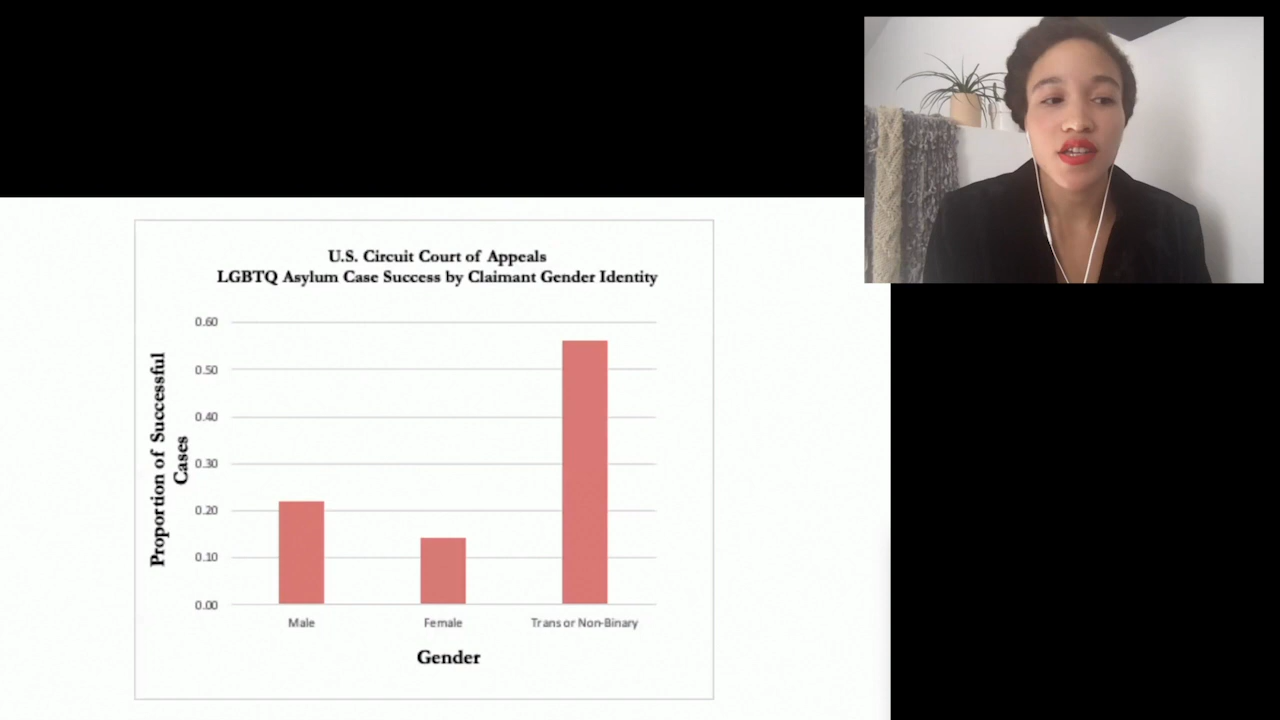 U.S. Circuit Court of Appeals
LGBTQ Asylum Case Success by Claimant Gender Identity
Proportion of Successful
Cases
0.60
0.50
0.40
0.30
0.20
0.10
0.00
Male Female Trans or Non-Binary
Gender